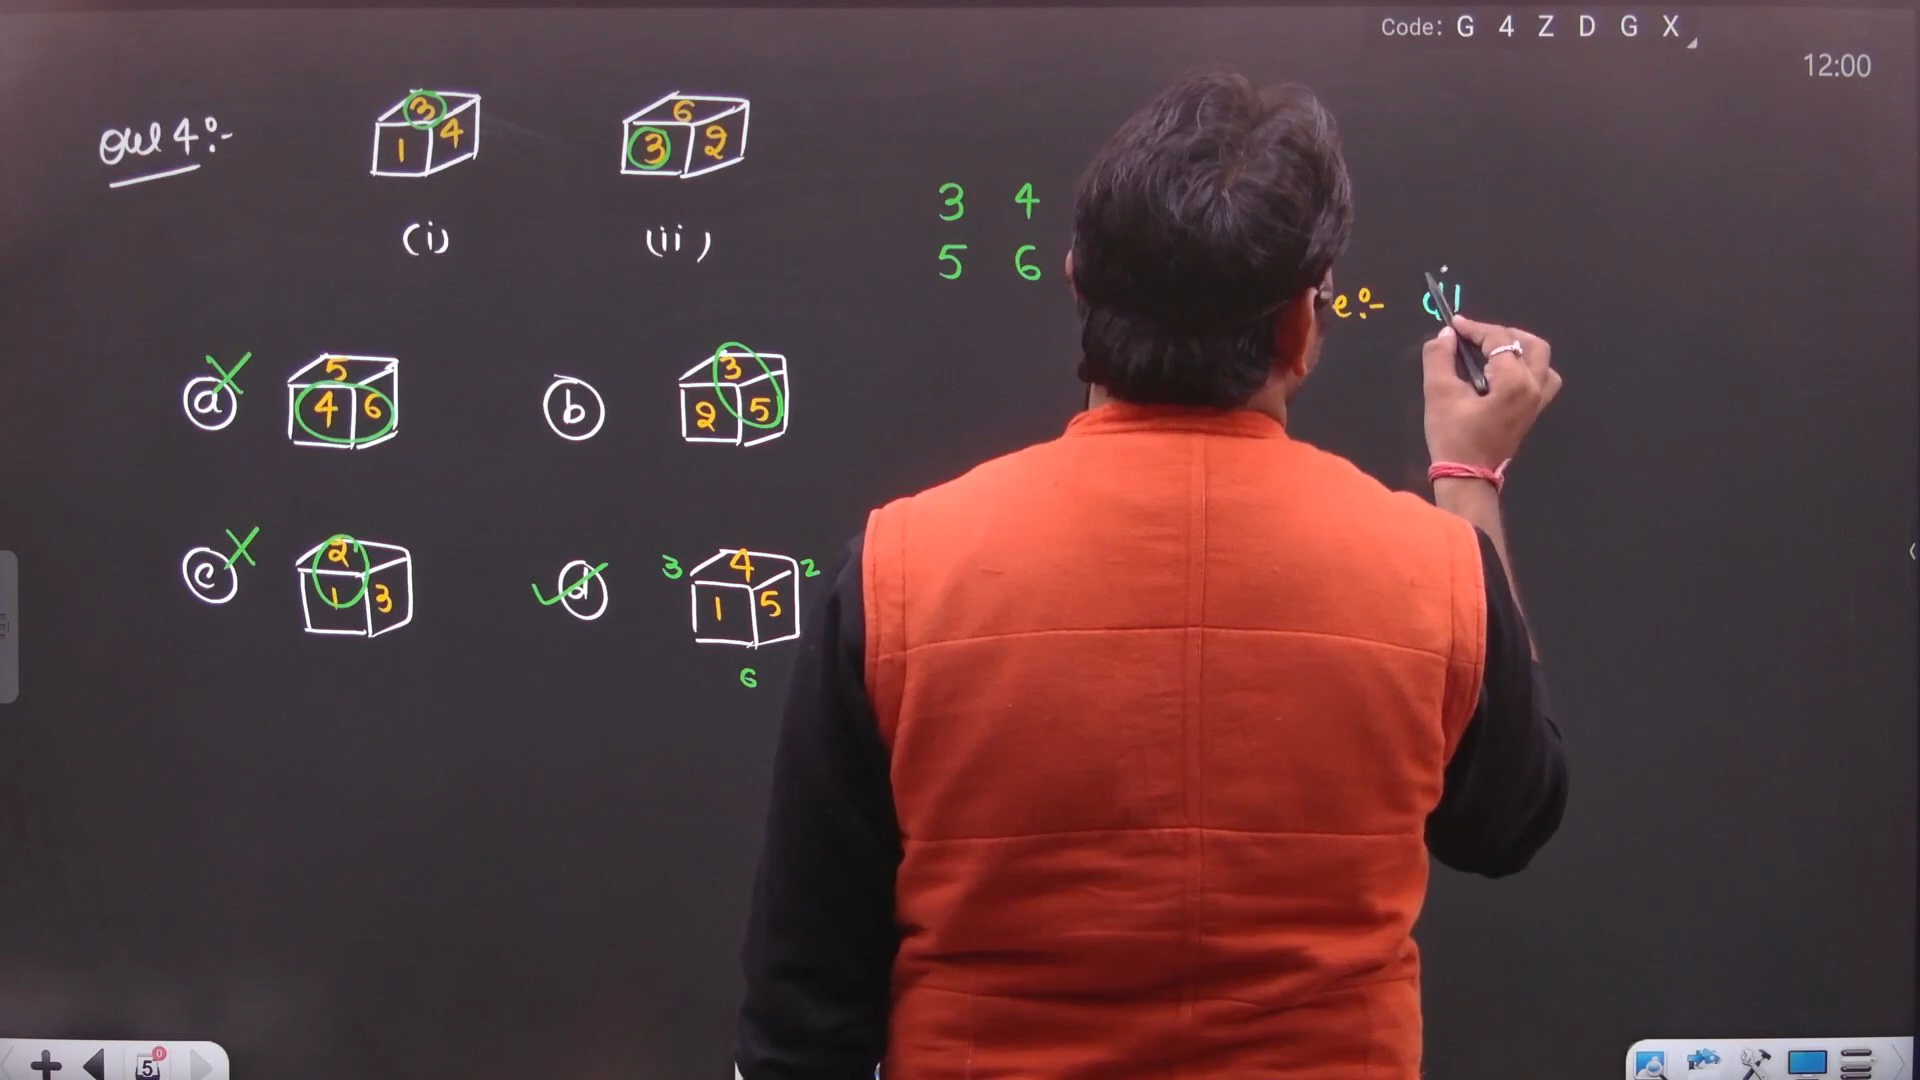 Code: G 4 Z D G X
12:00
Que 4:-
3
1 4
(i)
6
3 2
(ii)
3 4
5 6
e:-
a X
5
4 6
b
3
2 5
c X
2
1 3
d
3 4 2
1 5
6
5
0